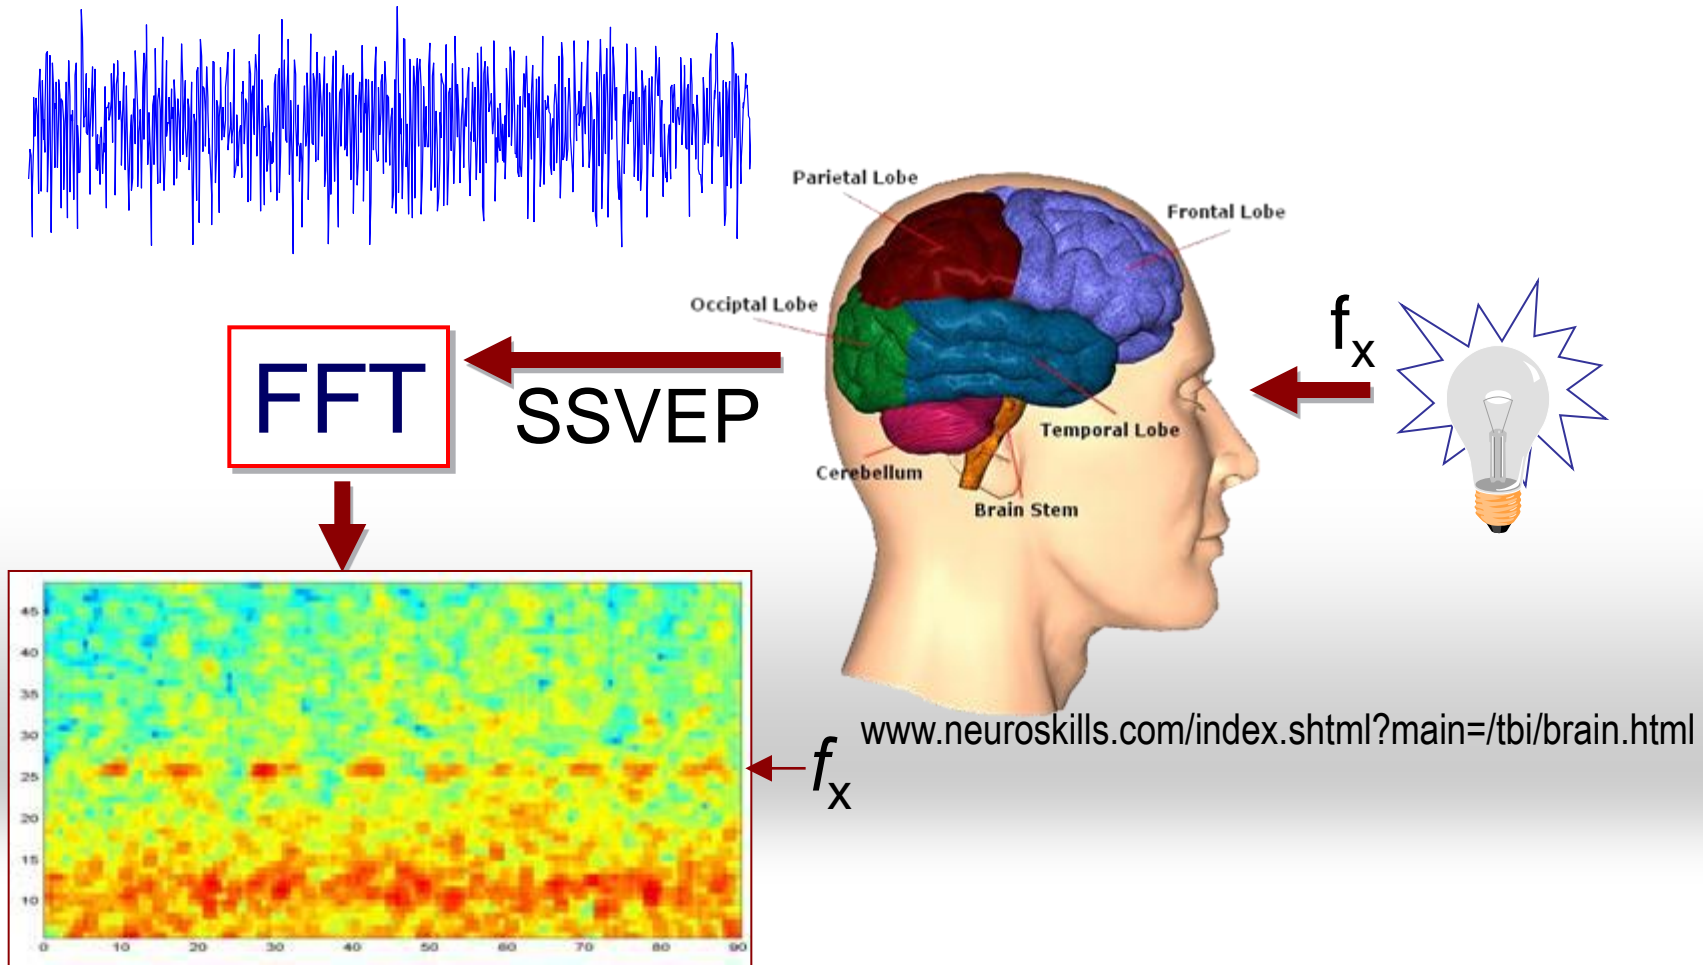 Parietal Lobe
Frontal Lobe
Occiptal Lobe
fx
FFT
SSVEP
Temporal Lobe
Cerebellum
Brain Stem
www.neuroskills.com/index.shtml?main=/tbi/brain.html
fx
45
40
35
30
25
20
15
10
0 10 20 30 40 50 60 70 80 90